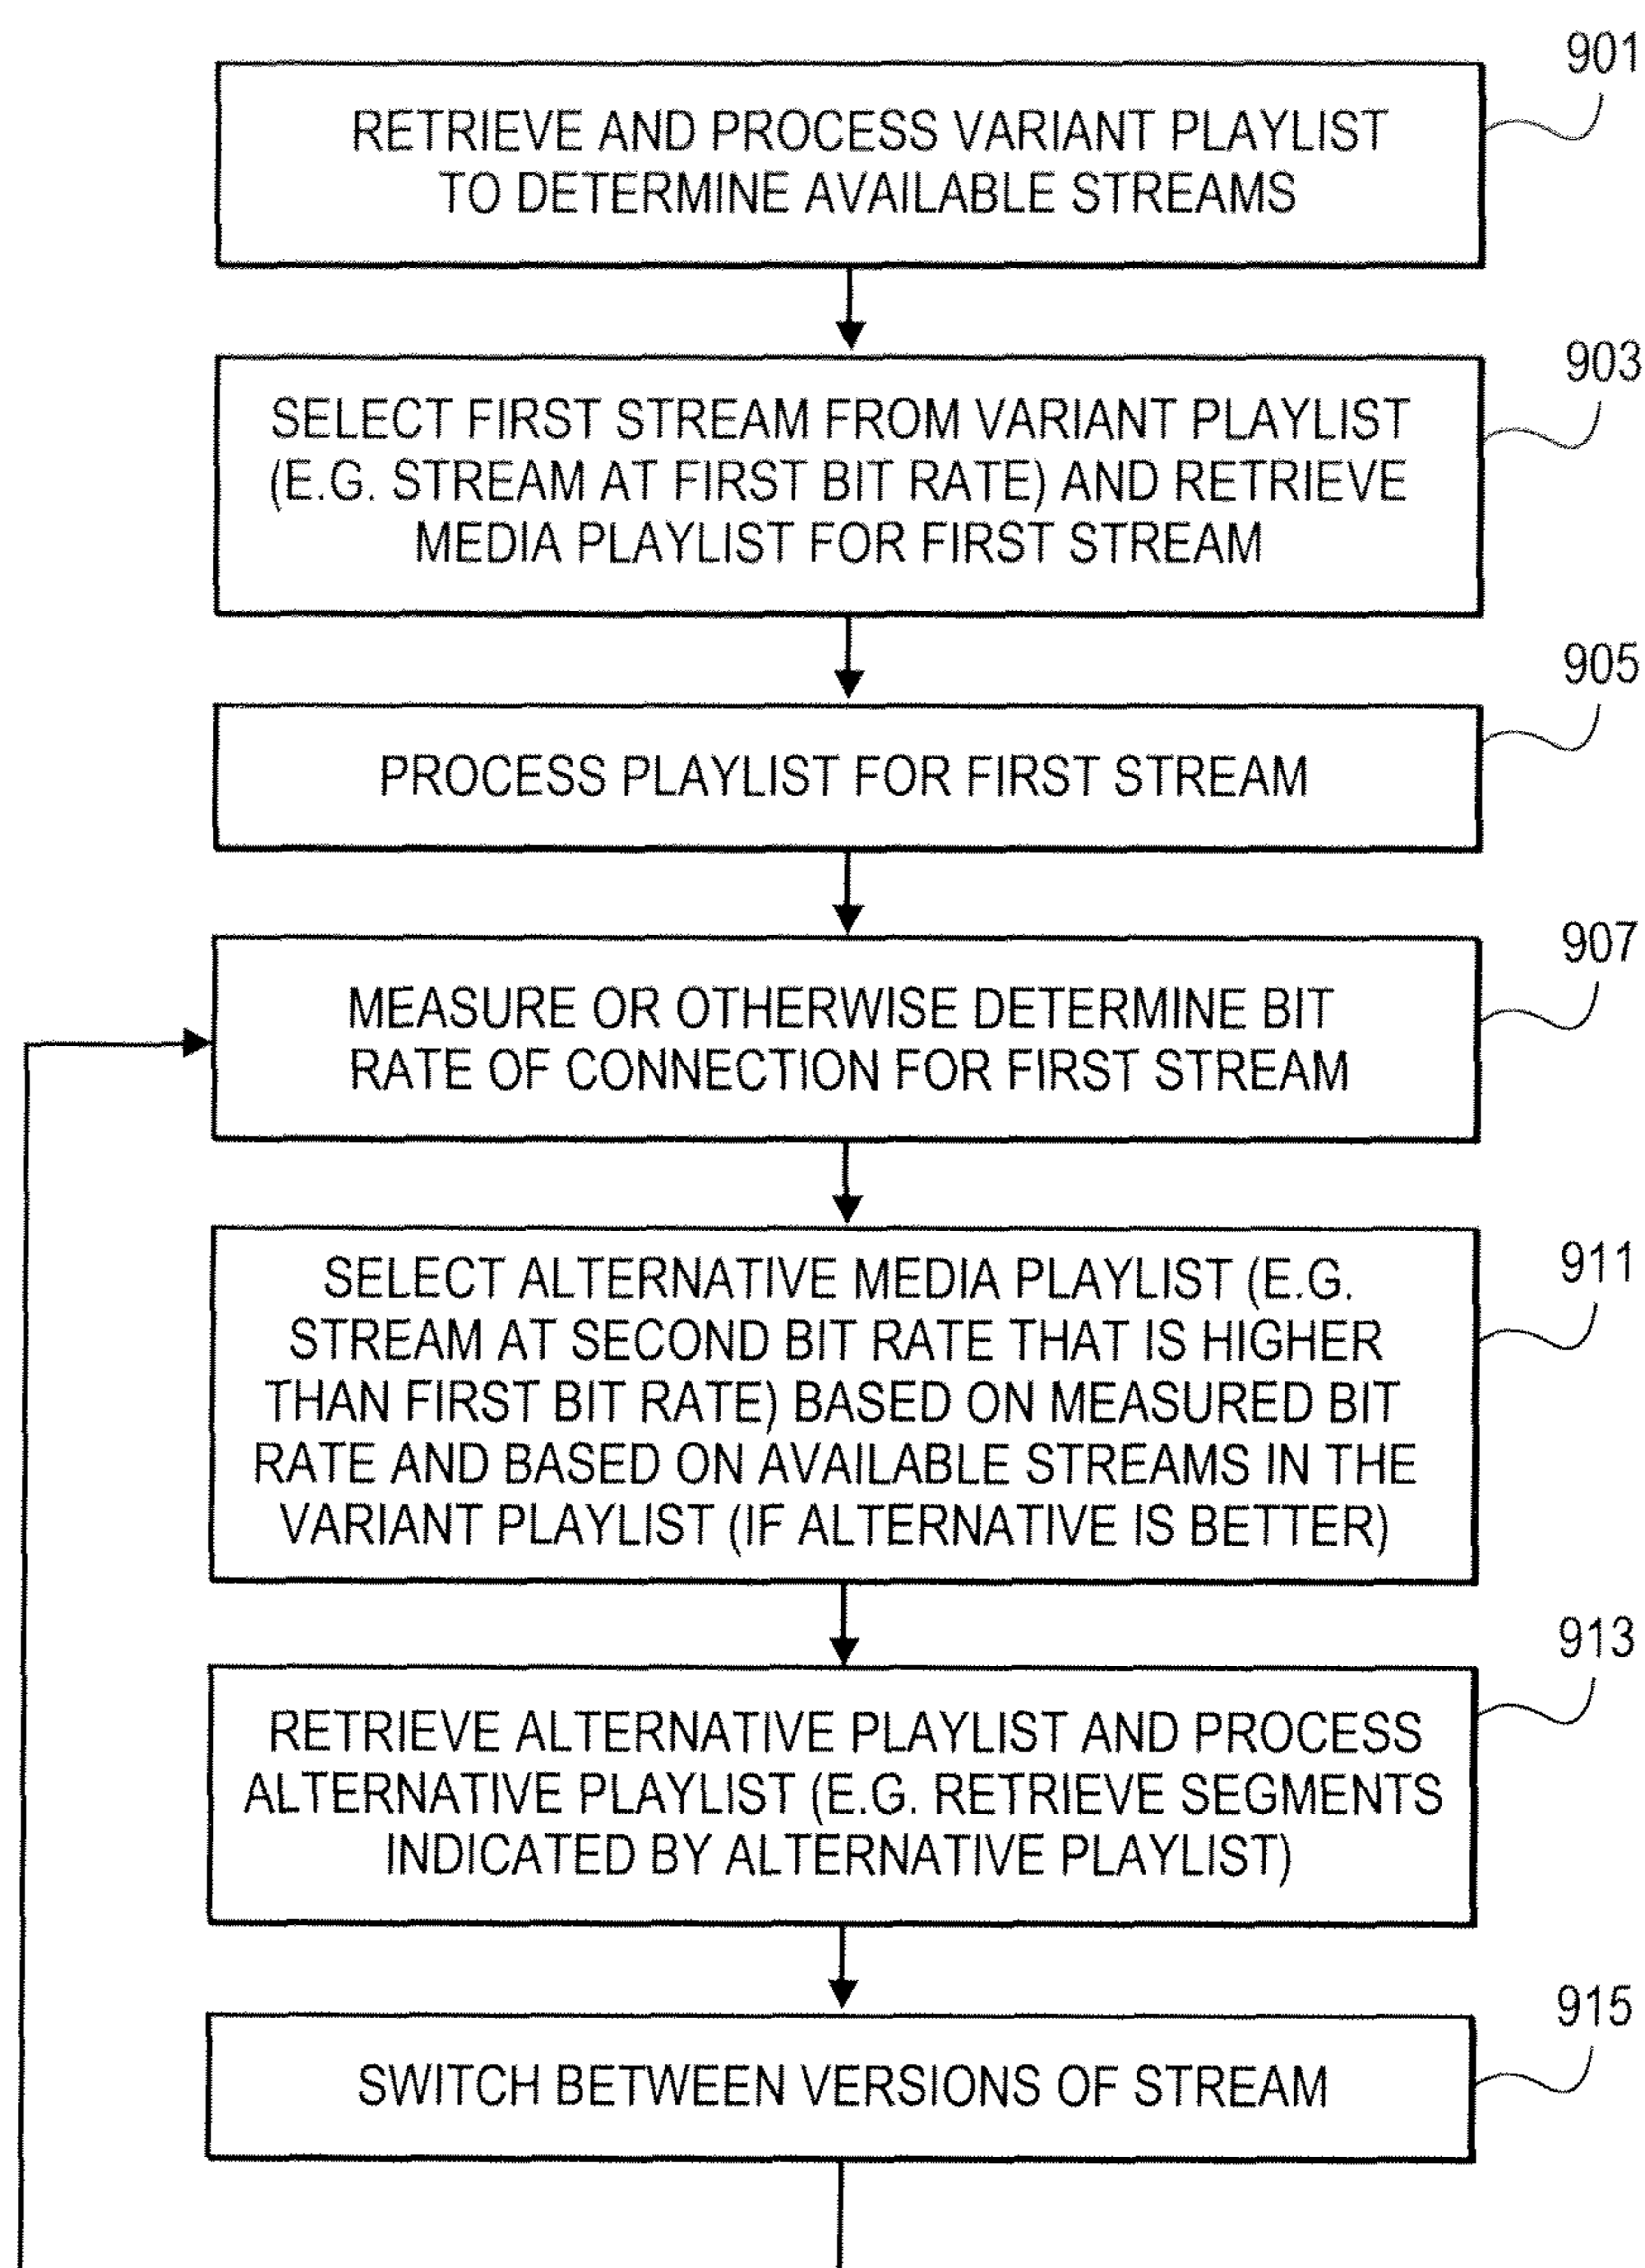 901
RETRIEVE AND PROCESS VARIANT PLAYLIST
TO DETERMINE AVAILABLE STREAMS
903
SELECT FIRST STREAM FROM VARIANT PLAYLIST
(E.G. STREAM AT FIRST BIT RATE) AND RETRIEVE
MEDIA PLAYLIST FOR FIRST STREAM
905
PROCESS PLAYLIST FOR FIRST STREAM
907
MEASURE OR OTHERWISE DETERMINE BIT
RATE OF CONNECTION FOR FIRST STREAM
911
SELECT ALTERNATIVE MEDIA PLAYLIST (E.G.
STREAM AT SECOND BIT RATE THAT IS HIGHER
THAN FIRST BIT RATE) BASED ON MEASURED BIT
RATE AND BASED ON AVAILABLE STREAMS IN THE
VARIANT PLAYLIST (IF ALTERNATIVE IS BETTER)
913
RETRIEVE ALTERNATIVE PLAYLIST AND PROCESS
ALTERNATIVE PLAYLIST (E.G. RETRIEVE SEGMENTS
INDICATED BY ALTERNATIVE PLAYLIST)
915
SWITCH BETWEEN VERSIONS OF STREAM